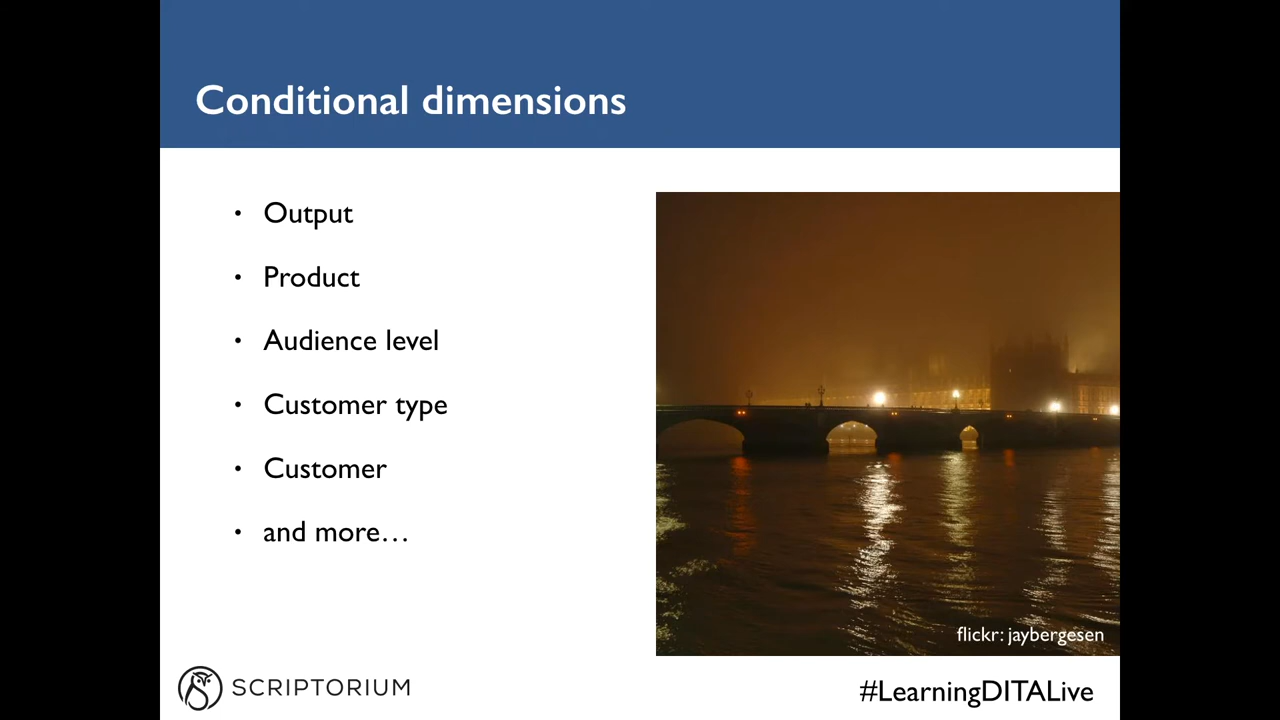 Conditional dimensions
• Output
• Product
• Audience level
• Customer type
• Customer
• and more…
flickr: jaybergesen
SCRIPTORIUM
#LearningDITALive